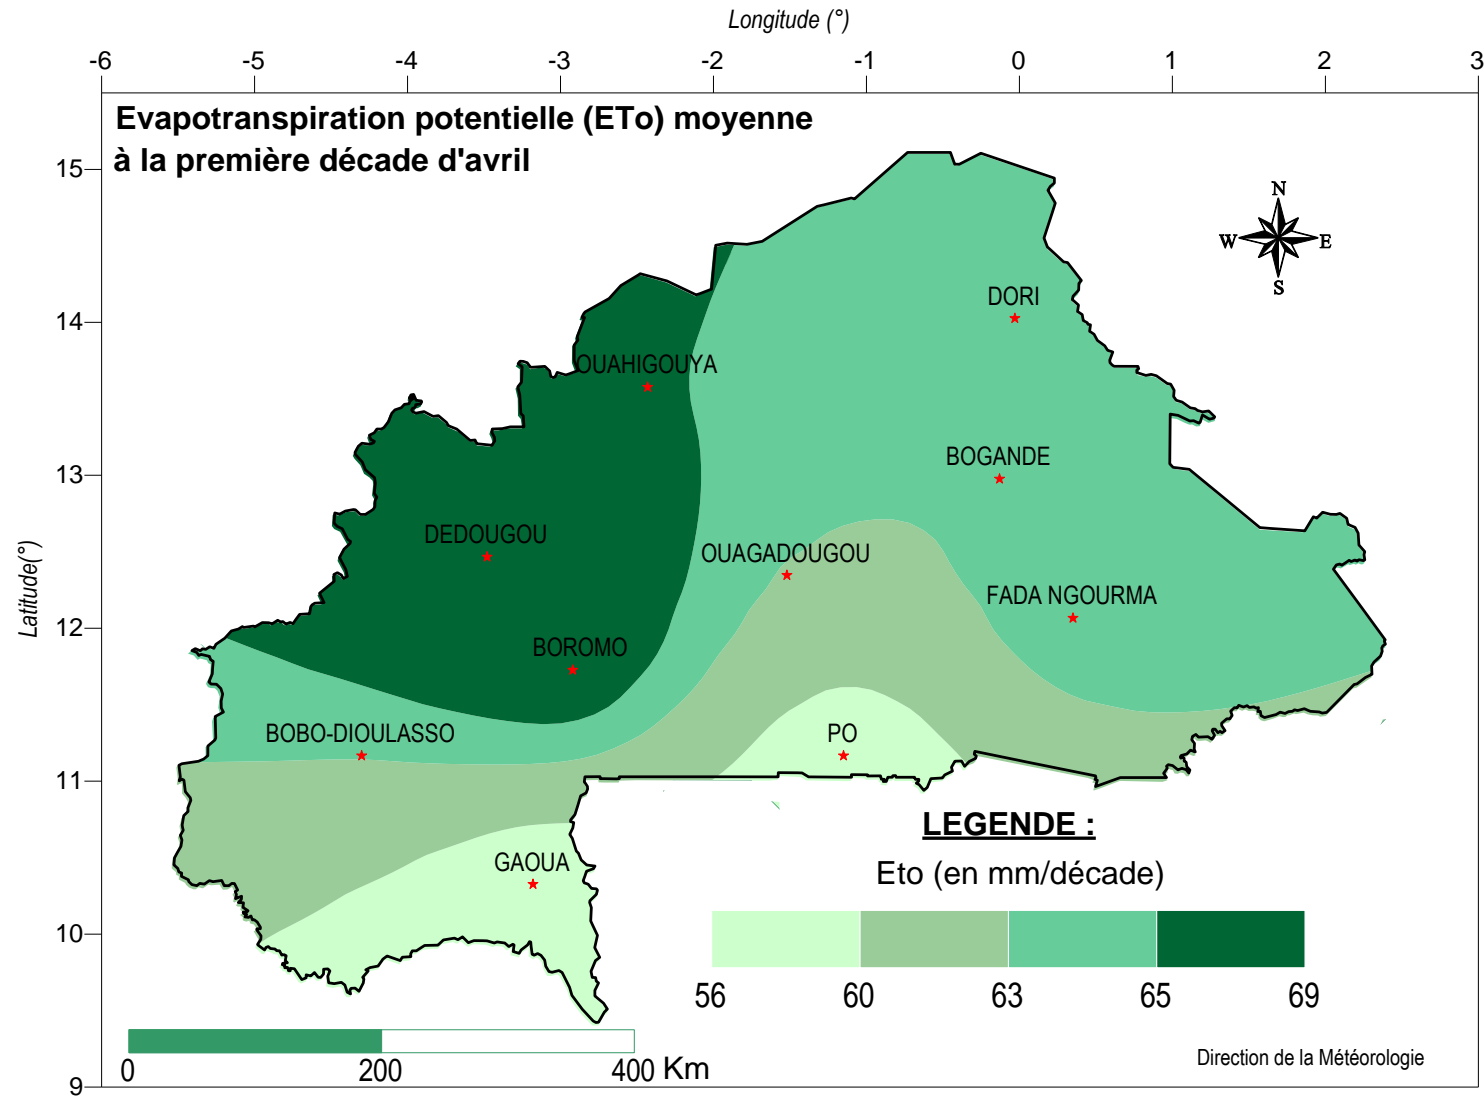 Longitude (°)
-6 -5 -4 -3 -2 -1 0 1 2 3
Evapotranspiration potentielle (ETo) moyenne
à la première décade d'avril
15
N
W E
S
DORI
14
OUAHIGOUYA
13
BOGANDE
DEDOUGOU
OUAGADOUGOU
FADA NGOURMA
Latitude(°)
12
BOROMO
BOBO-DIOULASSO
PO
11
LEGENDE :
GAOUA
Eto (en mm/décade)
10
56 60 63 65 69
0 200 400 Km
Direction de la Météorologie
9